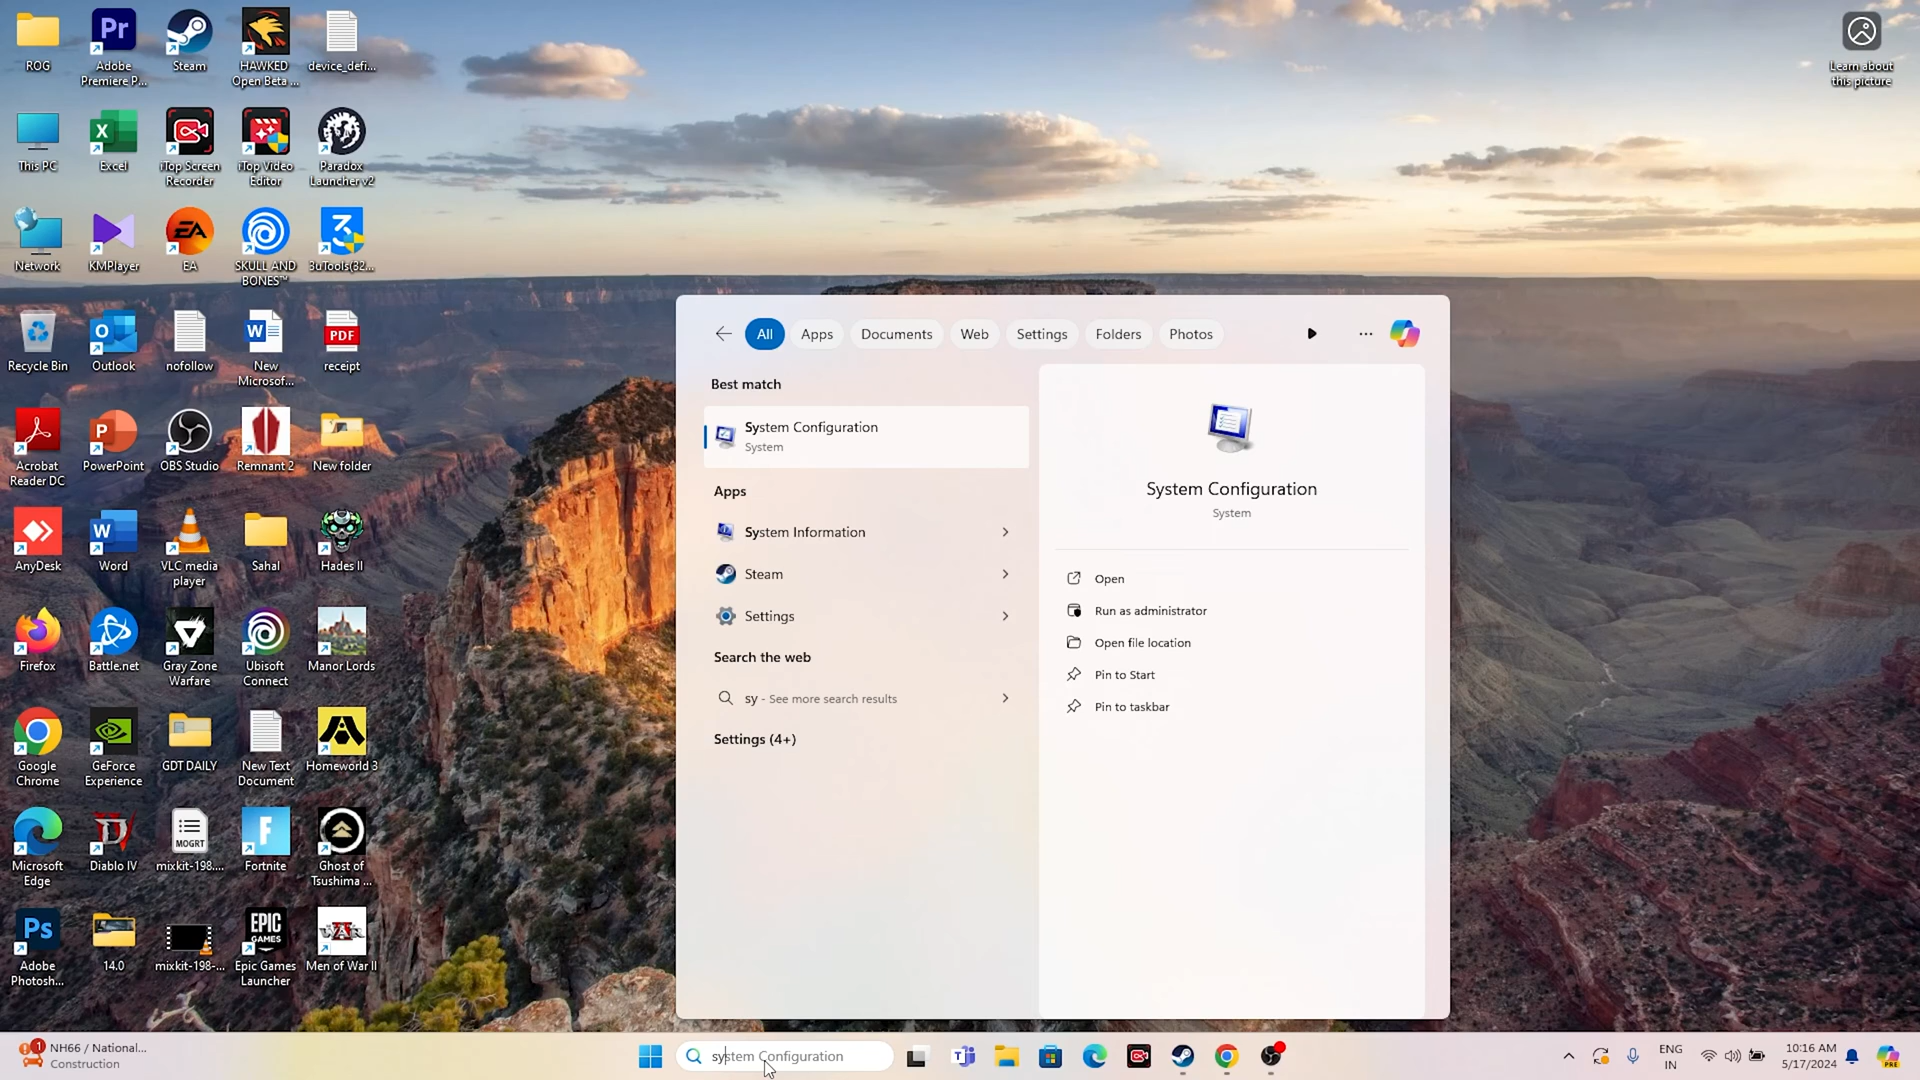 ROG
Adobe
Premiere P...
Steam
HAWKED
Open Beta ...
device_defi...
This PC
Excel
iTop Screen
Recorder
iTop Video
Editor
Paradox
Launcher v2
Network
KMPlayer
EA
SKULL AND
BONES™
3uTools(32...
Recycle Bin
Outlook
nofollow
New
Microsof...
PDF
receipt
Acrobat
Reader DC
PowerPoint
OBS Studio
Remnant 2
New folder
AnyDesk
Word
VLC media
player
Sahal
Hades II
Firefox
Battle.net
Gray Zone
Warfare
Ubisoft
Connect
Manor Lords
Google
Chrome
GeForce
Experience
GDT DAILY
New Text
Document
Homeworld 3
Microsoft
Edge
Diablo IV
MOGRT
mixkit-198....
Fortnite
Ghost of
Tsushima ...
Adobe
Photosh...
14.0
mixkit-198-...
EPIC
GAMES
Epic Games
Launcher
Men of War II
Learn about
this picture
All
Apps
Documents
Web
Settings
Folders
Photos
Best match
System Configuration
System
Apps
System Information
Steam
Settings
Search the web
sy - See more search results
Settings (4+)
System Configuration
System
Open
Run as administrator
Open file location
Pin to Start
Pin to taskbar
1
NH66 / National...
Construction
system Configuration
ENG
IN
10:16 AM
5/17/2024
PRE